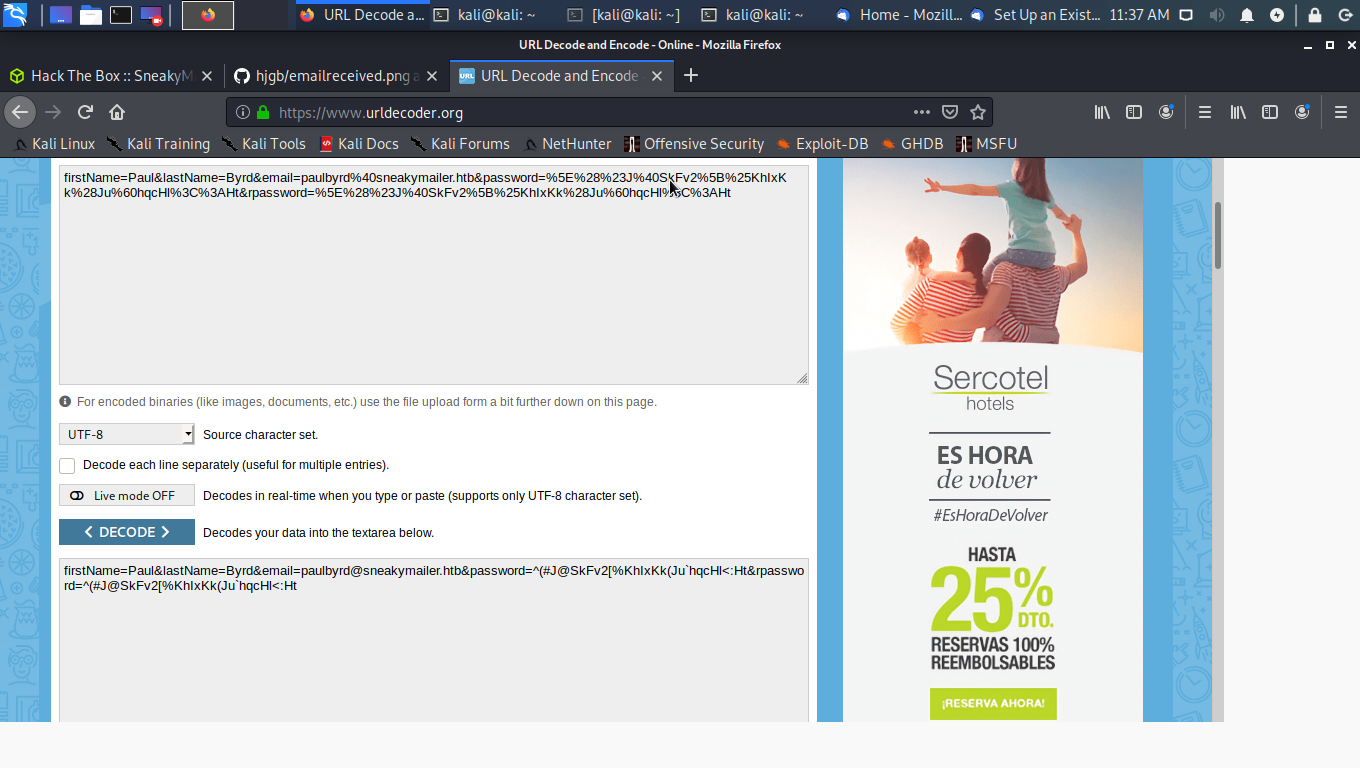 URL Decode a...
kali@kali: ~
[kali@kali: ~]
kali@kali: ~
Home - Mozill...
Set Up an Exist...
11:37 AM
URL Decode and Encode - Online - Mozilla Firefox
Hack The Box :: SneakyM
hjgb/emailreceived.png a
URL Decode and Encode
https://www.urldecoder.org
Kali Linux
Kali Training
Kali Tools
Kali Docs
Kali Forums
NetHunter
Offensive Security
Exploit-DB
GHDB
MSFU
firstName=Paul&lastName=Byrd&email=paulbyrd%40sneakymailer.htb&password=%5E%28%23J%40SkFv2%5B%25KhIxK
k%28Ju%60hqcHl%3C%3AHt&rpassword=%5E%28%23J%40SkFv2%5B%25KhIxKk%28Ju%60hqcHl%3C%3AHt
For encoded binaries (like images, documents, etc.) use the file upload form a bit further down on this page.
UTF-8
Source character set.
Decode each line separately (useful for multiple entries).
Live mode OFF
Decodes in real-time when you type or paste (supports only UTF-8 character set).
< DECODE >
Decodes your data into the textarea below.
firstName=Paul&lastName=Byrd&email=paulbyrd@sneakymailer.htb&password=^(#J@SkFv2[%KhIxKk(Ju`hqcHl<:Ht&rpasswo
rd=^(#J@SkFv2[%KhIxKk(Ju`hqcHl<:Ht
Sercotel
hotels
ES HORA
de volver
#EsHoraDeVolver
HASTA
25%
DTO.
RESERVAS 100%
REEMBOLSABLES
¡RESERVA AHORA!